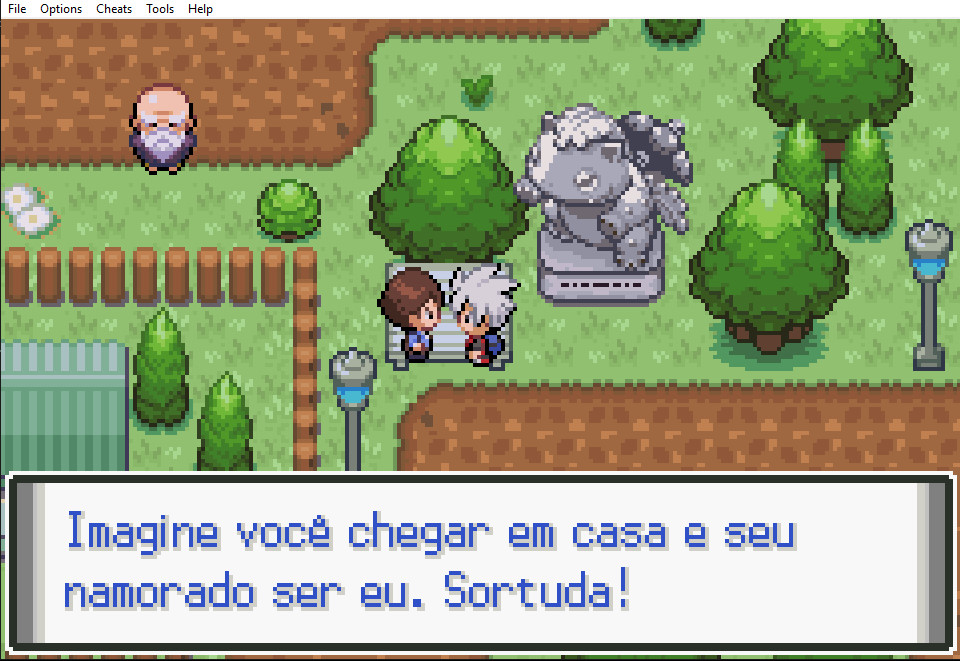 File Options Cheats Tools Help
Imagine você chegar em casa e seu
namorado ser eu. Sortuda!